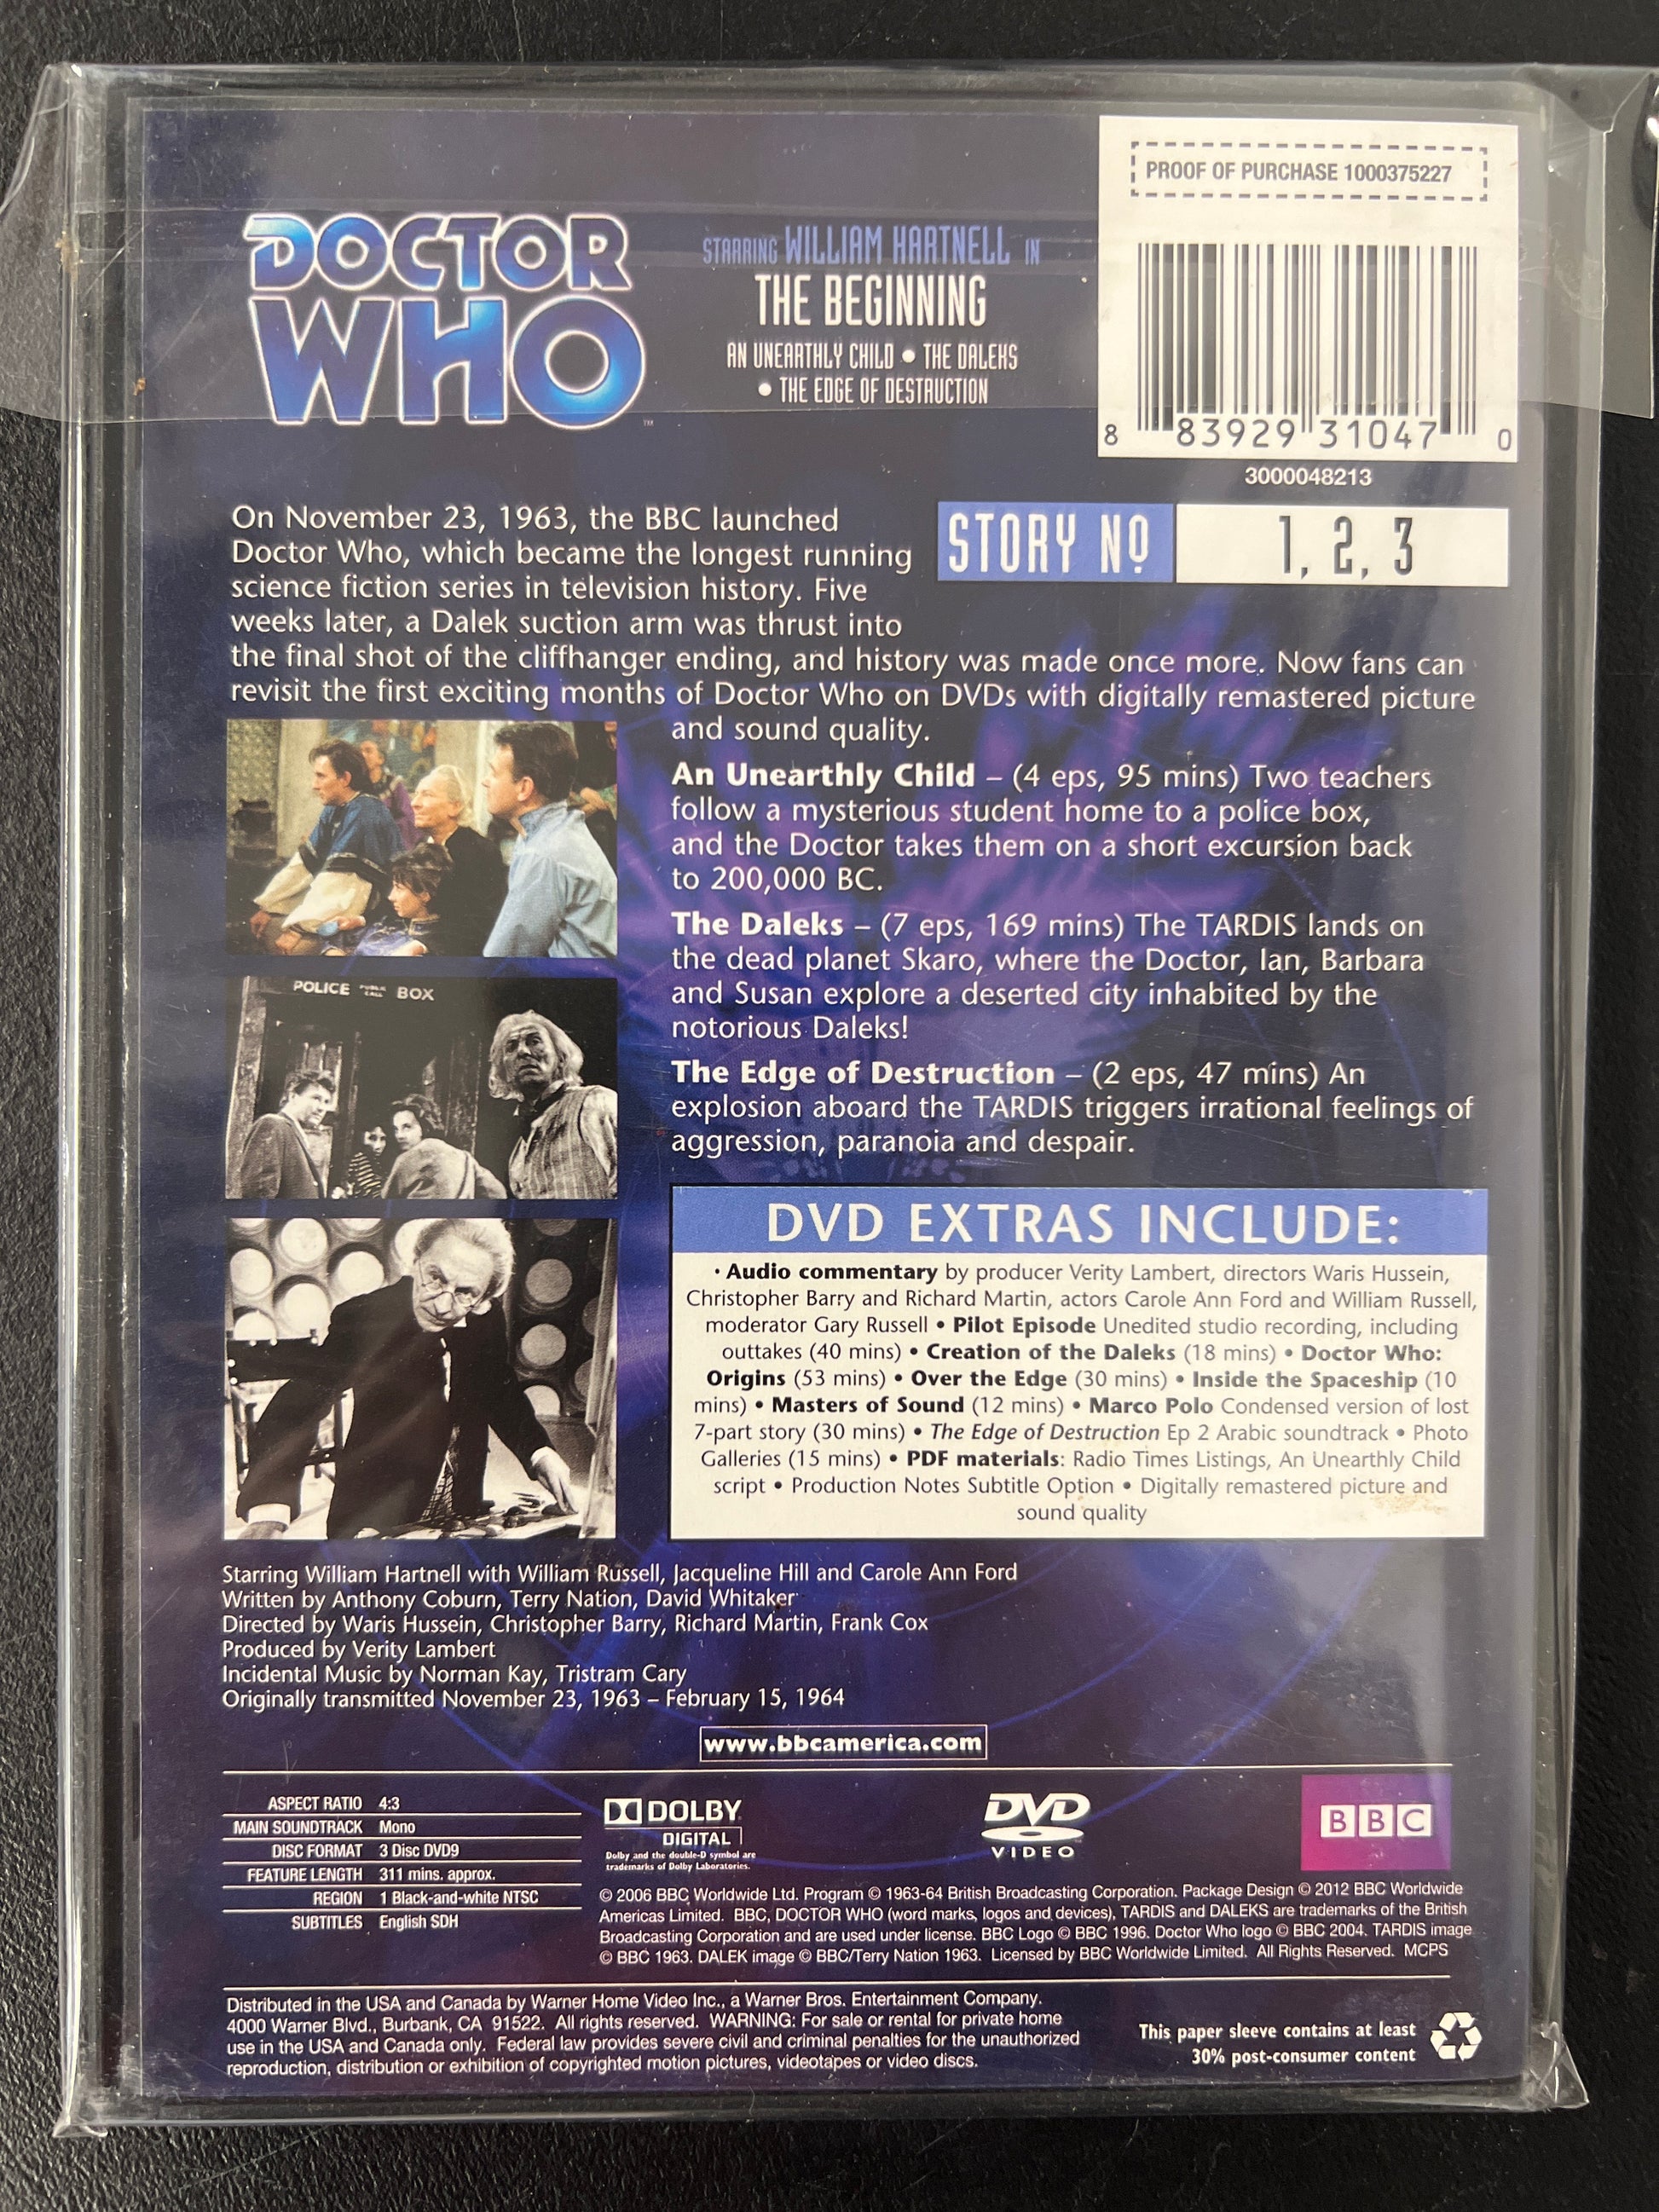 PROOF OF PURCHASE 1000375227
DOCTOR
WHO
™
STARRING WILLIAM HARTNELL IN
THE BEGINNING
AN UNEARTHLY CHILD • THE DALEKS
• THE EDGE OF DESTRUCTION
8 83929 31047 0
3000048213
STORY Nº 1, 2, 3
On November 23, 1963, the BBC launched
Doctor Who, which became the longest running
science fiction series in television history. Five
weeks later, a Dalek suction arm was thrust into
the final shot of the cliffhanger ending, and history was made once more. Now fans can
revisit the first exciting months of Doctor Who on DVDs with digitally remastered picture
and sound quality.
An Unearthly Child – (4 eps, 95 mins) Two teachers
follow a mysterious student home to a police box,
and the Doctor takes them on a short excursion back
to 200,000 BC.
The Daleks – (7 eps, 169 mins) The TARDIS lands on
the dead planet Skaro, where the Doctor, Ian, Barbara
and Susan explore a deserted city inhabited by the
notorious Daleks!
The Edge of Destruction – (2 eps, 47 mins) An
explosion aboard the TARDIS triggers irrational feelings of
aggression, paranoia and despair.
POLICE PUBLIC CALL BOX
DVD EXTRAS INCLUDE:
• Audio commentary by producer Verity Lambert, directors Waris Hussein,
Christopher Barry and Richard Martin, actors Carole Ann Ford and William Russell,
moderator Gary Russell • Pilot Episode Unedited studio recording, including
outtakes (40 mins) • Creation of the Daleks (18 mins) • Doctor Who:
Origins (53 mins) • Over the Edge (30 mins) • Inside the Spaceship (10
mins) • Masters of Sound (12 mins) • Marco Polo Condensed version of lost
7-part story (30 mins) • The Edge of Destruction Ep 2 Arabic soundtrack • Photo
Galleries (15 mins) • PDF materials: Radio Times Listings, An Unearthly Child
script • Production Notes Subtitle Option • Digitally remastered picture and
sound quality
Starring William Hartnell with William Russell, Jacqueline Hill and Carole Ann Ford
Written by Anthony Coburn, Terry Nation, David Whitaker
Directed by Waris Hussein, Christopher Barry, Richard Martin, Frank Cox
Produced by Verity Lambert
Incidental Music by Norman Kay, Tristram Cary
Originally transmitted November 23, 1963 – February 15, 1964
www.bbcamerica.com
ASPECT RATIO 4:3
MAIN SOUNDTRACK Mono
DISC FORMAT 3 Disc DVD9
FEATURE LENGTH 311 mins. approx.
REGION 1 Black-and-white NTSC
SUBTITLES English SDH
DOLBY
DIGITAL
Dolby and the double-D symbol are
trademarks of Dolby Laboratories.
DVD
VIDEO
BBC
© 2006 BBC Worldwide Ltd. Program © 1963-64 British Broadcasting Corporation. Package Design © 2012 BBC Worldwide
Americas Limited. BBC, DOCTOR WHO (word marks, logos and devices), TARDIS and DALEKS are trademarks of the British
Broadcasting Corporation and are used under license. BBC Logo © BBC 1996. Doctor Who logo © BBC 2004. TARDIS image
© BBC 1963. DALEK image © BBC/Terry Nation 1963. Licensed by BBC Worldwide Limited. All Rights Reserved. MCPS
Distributed in the USA and Canada by Warner Home Video Inc., a Warner Bros. Entertainment Company.
4000 Warner Blvd., Burbank, CA 91522. All rights reserved. WARNING: For sale or rental for private home
use in the USA and Canada only. Federal law provides severe civil and criminal penalties for the unauthorized
reproduction, distribution or exhibition of copyrighted motion pictures, videotapes or video discs.
This paper sleeve contains at least
30% post-consumer content